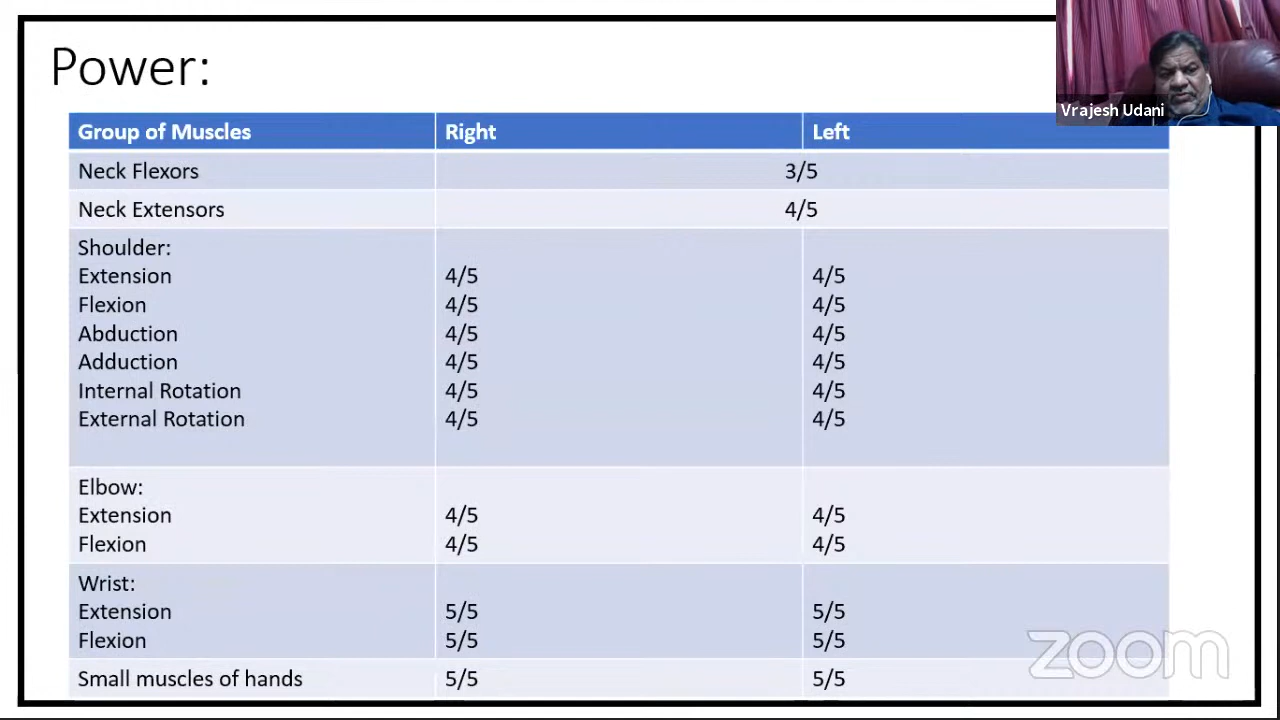 Power:
Vrajesh Udani
Group of Muscles Right Left
Neck Flexors 3/5
Neck Extensors 4/5
Shoulder:
Extension 4/5 4/5
Flexion 4/5 4/5
Abduction 4/5 4/5
Adduction 4/5 4/5
Internal Rotation 4/5 4/5
External Rotation 4/5 4/5
Elbow:
Extension 4/5 4/5
Flexion 4/5 4/5
Wrist:
Extension 5/5 5/5
Flexion 5/5 5/5
Small muscles of hands 5/5 5/5
zoom